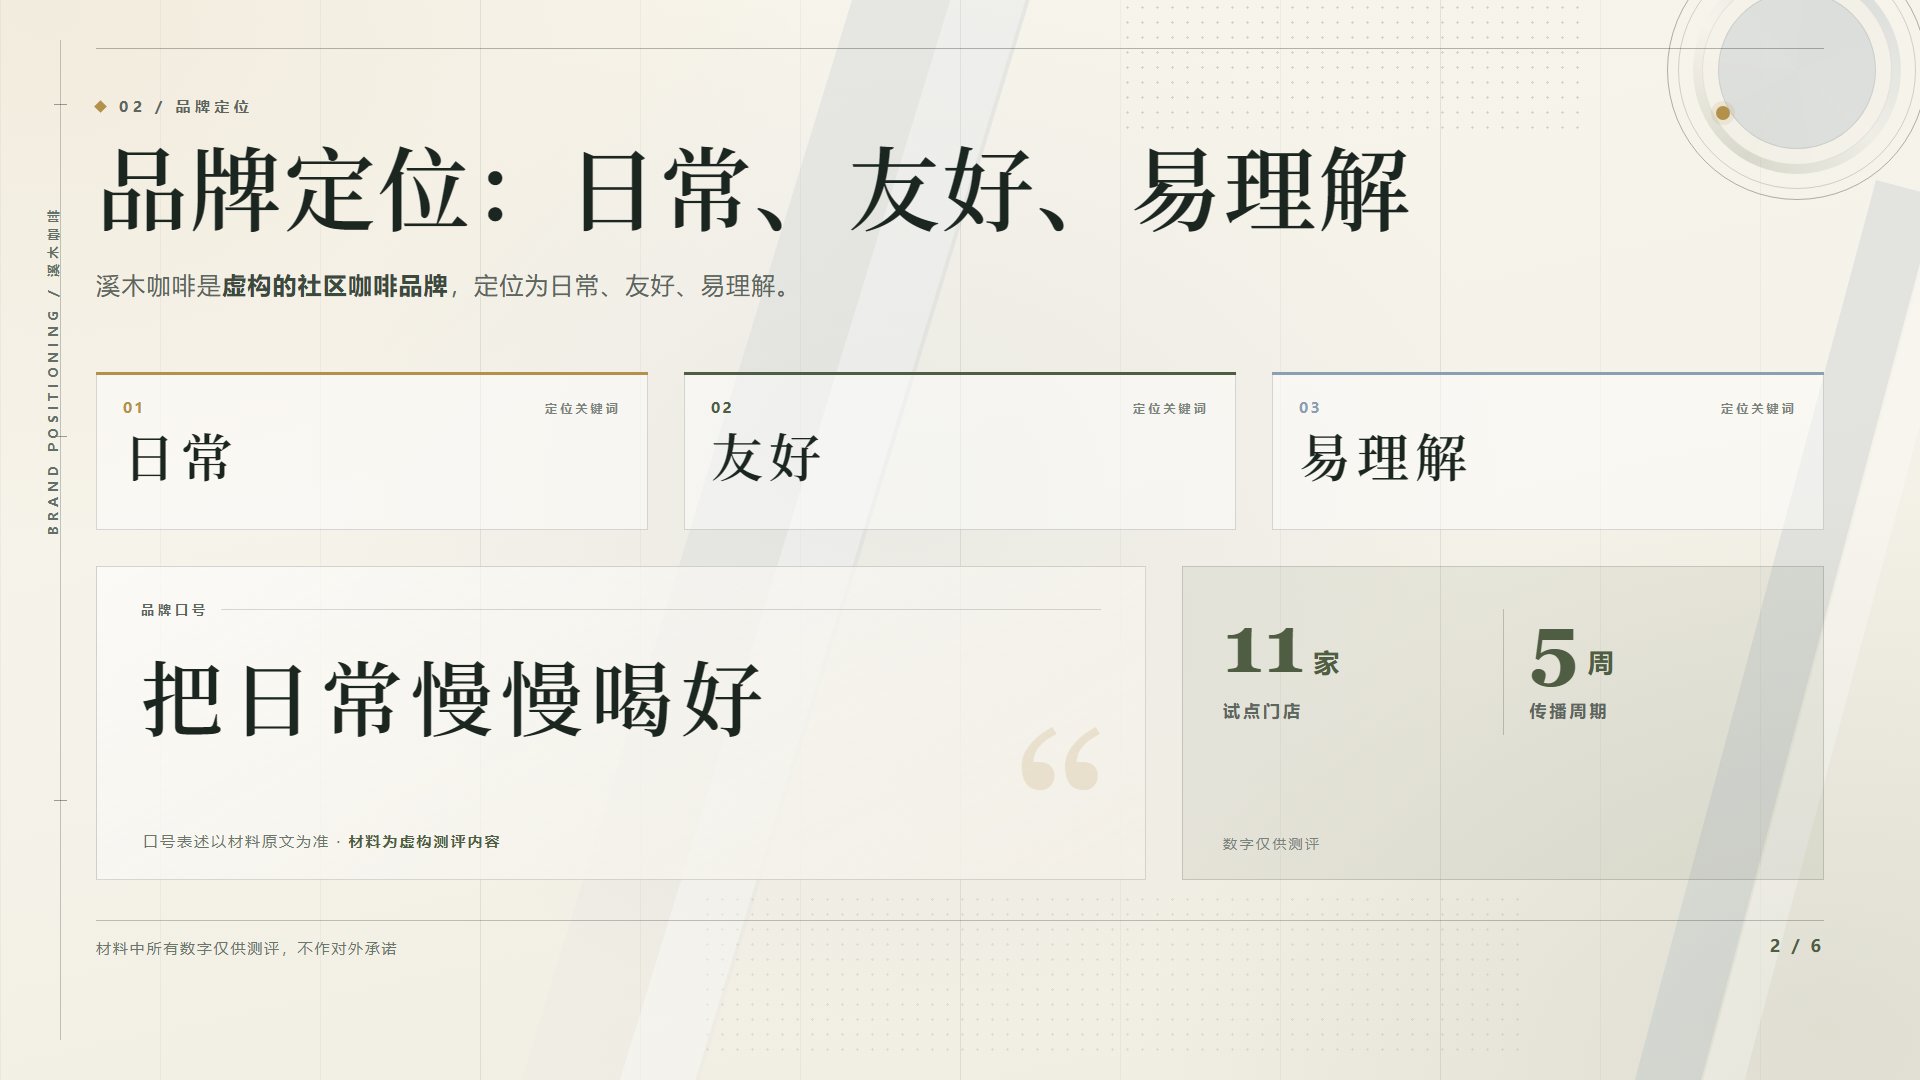 02 / 品牌定位
品牌定位：日常、友好、易理解
溪木咖啡是虚构的社区咖啡品牌，定位为日常、友好、易理解。
BRAND POSITIONING / 溪木
01
定位关键词
日常
02
定位关键词
友好
03
定位关键词
易理解
品牌口号
把日常慢慢喝好
“
口号表述以材料原文为准 · 材料为虚构测评内容
11 家
试点门店
5 周
传播周期
数字仅供测评
材料中所有数字仅供测评，不作对外承诺
2 / 6